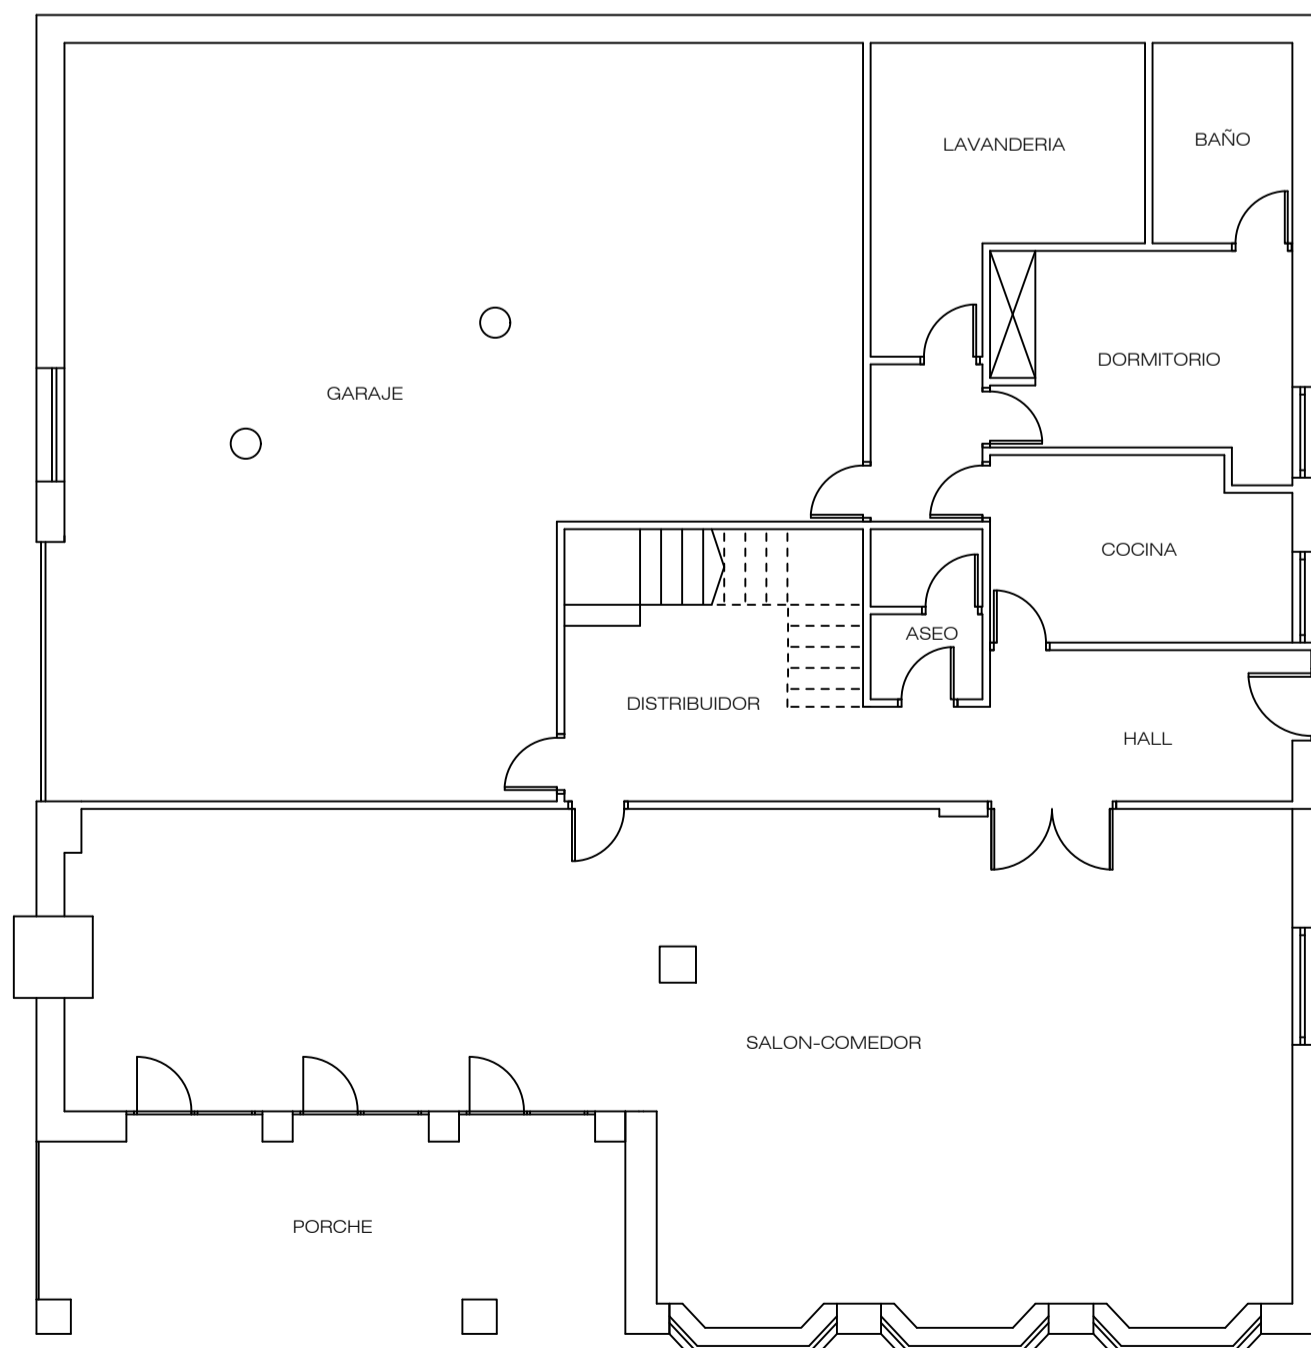 LAVANDERIA
BAÑO
DORMITORIO
GARAJE
COCINA
ASEO
DISTRIBUIDOR
HALL
SALON-COMEDOR
PORCHE